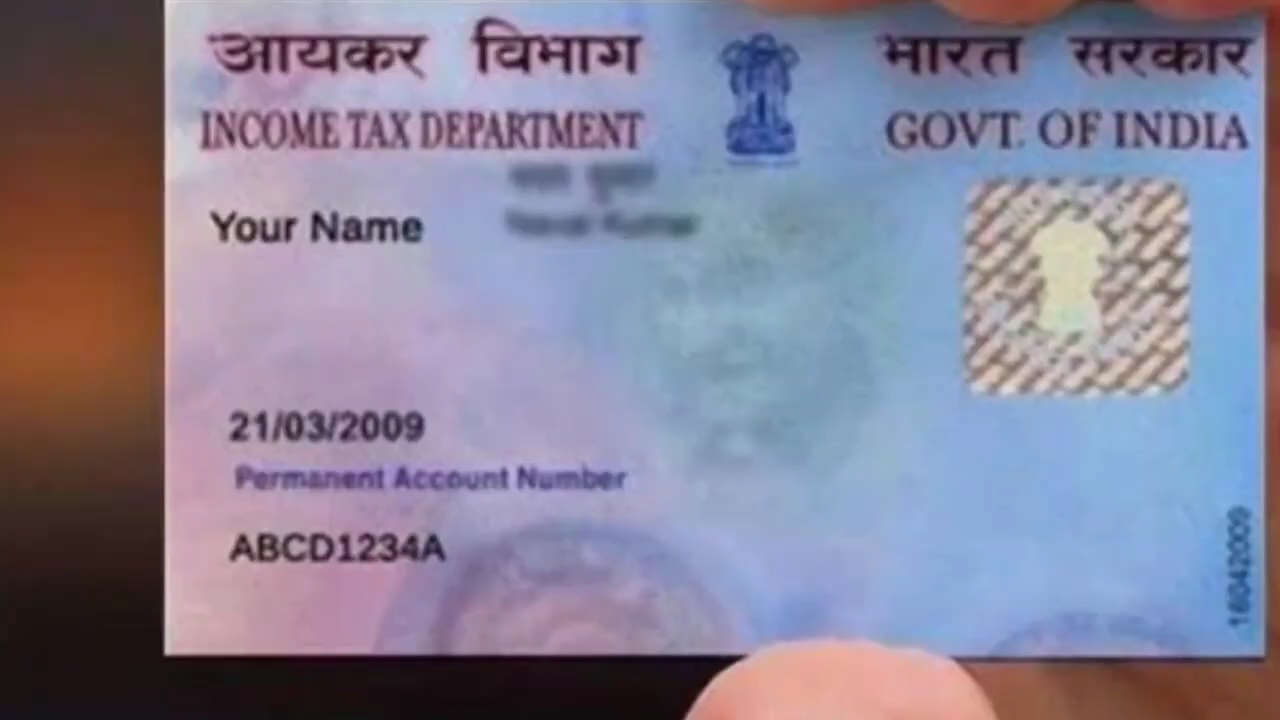 आयकर विभाग
भारत सरकार
INCOME TAX DEPARTMENT
GOVT. OF INDIA
Your Name
21/03/2009
Permanent Account Number
ABCD1234A
16042009